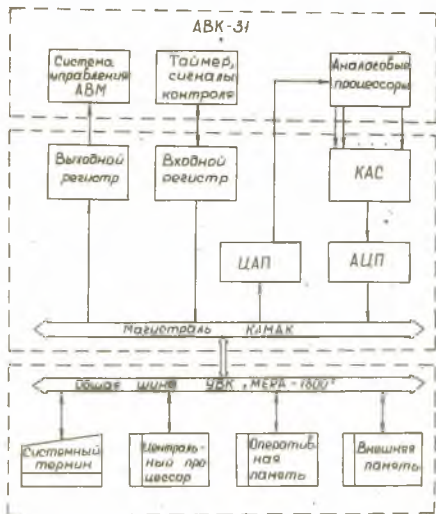 АВК-31
Система
управления
АВМ
Таймер,
сигналы
контроля
Аналоговые
процессоры
Выходной
регистр
Входной
регистр
КАС
ЦАП
АЦП
Магистраль КАМАК
Общая шина УВК „МЕРА-1600"
Системный
термин
Централь-
ный про
цессор
Оператив-
ная
память
Внешняя
память